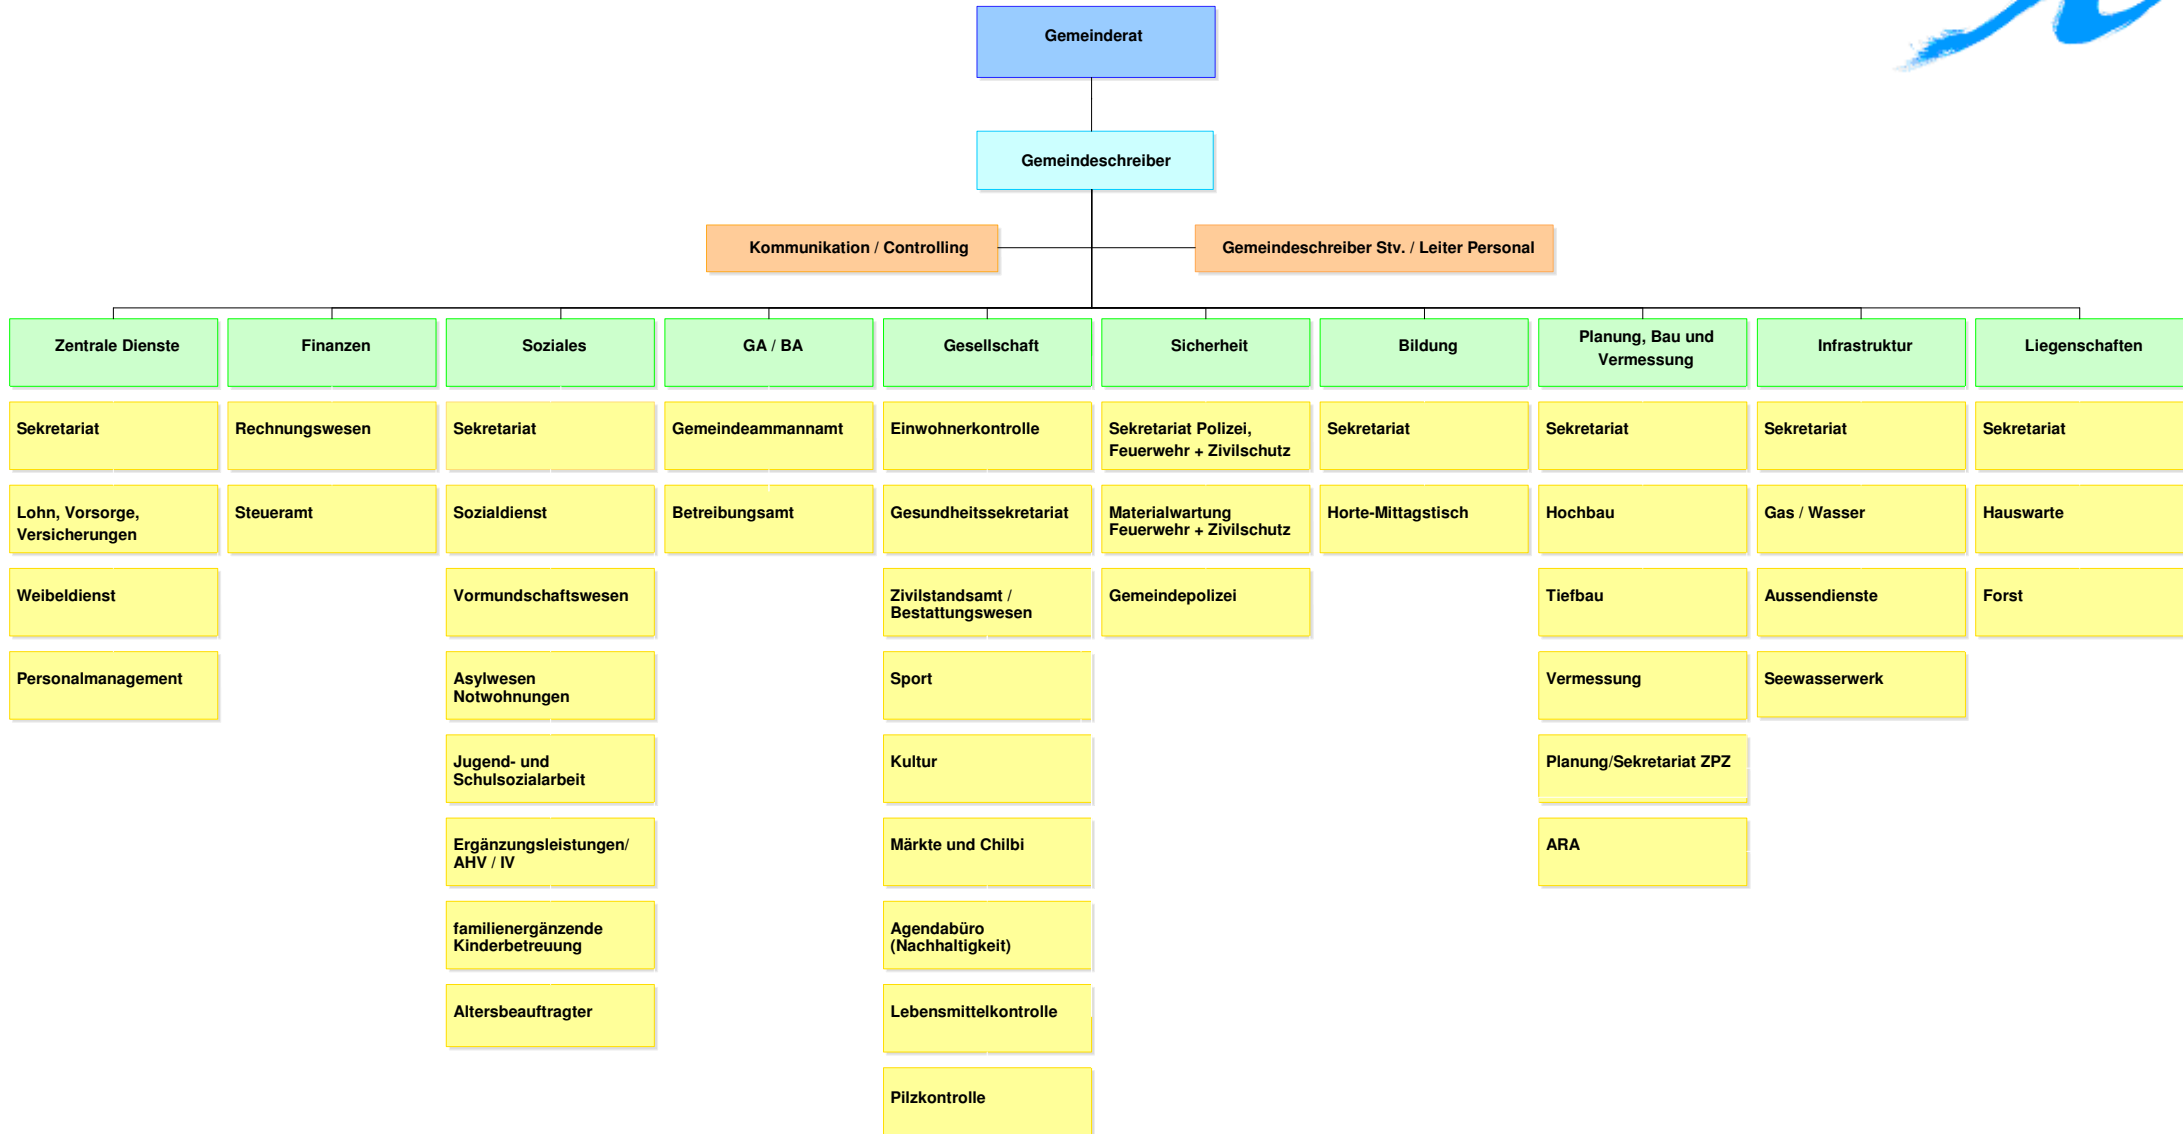 Gemeinderat
Gemeindeschreiber
Kommunikation / Controlling
Gemeindeschreiber Stv. / Leiter Personal
Zentrale Dienste
Finanzen
Soziales
GA / BA
Gesellschaft
Sicherheit
Bildung
Planung, Bau und
Vermessung
Infrastruktur
Liegenschaften
Sekretariat
Lohn, Vorsorge,
Versicherungen
Weibeldienst
Personalmanagement
Rechnungswesen
Steueramt
Sekretariat
Sozialdienst
Vormundschaftswesen
Asylwesen
Notwohnungen
Jugend- und
Schulsozialarbeit
Ergänzungsleistungen/
AHV / IV
familienergänzende
Kinderbetreuung
Altersbeauftragter
Gemeindeammannamt
Betreibungsamt
Einwohnerkontrolle
Gesundheitssekretariat
Zivilstandsamt /
Bestattungswesen
Sport
Kultur
Märkte und Chilbi
Agendabüro
(Nachhaltigkeit)
Lebensmittelkontrolle
Pilzkontrolle
Sekretariat Polizei,
Feuerwehr + Zivilschutz
Materialwartung
Feuerwehr + Zivilschutz
Gemeindepolizei
Sekretariat
Horte-Mittagstisch
Sekretariat
Hochbau
Tiefbau
Vermessung
Planung/Sekretariat ZPZ
ARA
Sekretariat
Gas / Wasser
Aussendienste
Seewasserwerk
Sekretariat
Hauswarte
Forst